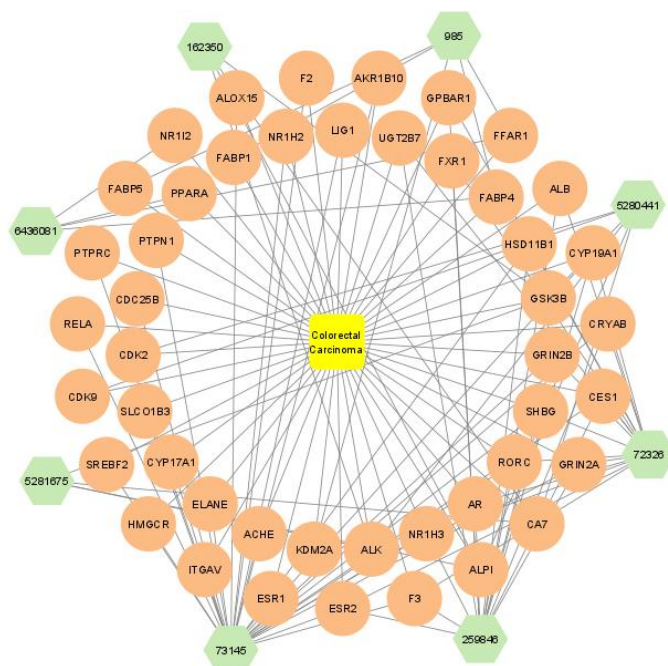 985
162350
F2
AKR1B10
ALOX15
GPBAR1
NR1I2
NR1H2
LIG1
UGT2B7
FFAR1
FABP1
FXR1
FABP5
PPARA
FABP4
ALB
5280441
6436081
PTPN1
HSD11B1
CYP19A1
PTPRC
CDC25B
GSK3B
RELA
Colorectal
Carcinoma
CRYAB
CDK2
GRIN2B
CDK9
SLCO1B3
SHBG
CES1
72326
SREBF2
CYP17A1
RORC
GRIN2A
5281675
ELANE
AR
HMGCR
ACHE
NR1H3
CA7
KDM2A
ALK
ITGAV
ALPI
ESR1
ESR2
F3
73145
259846